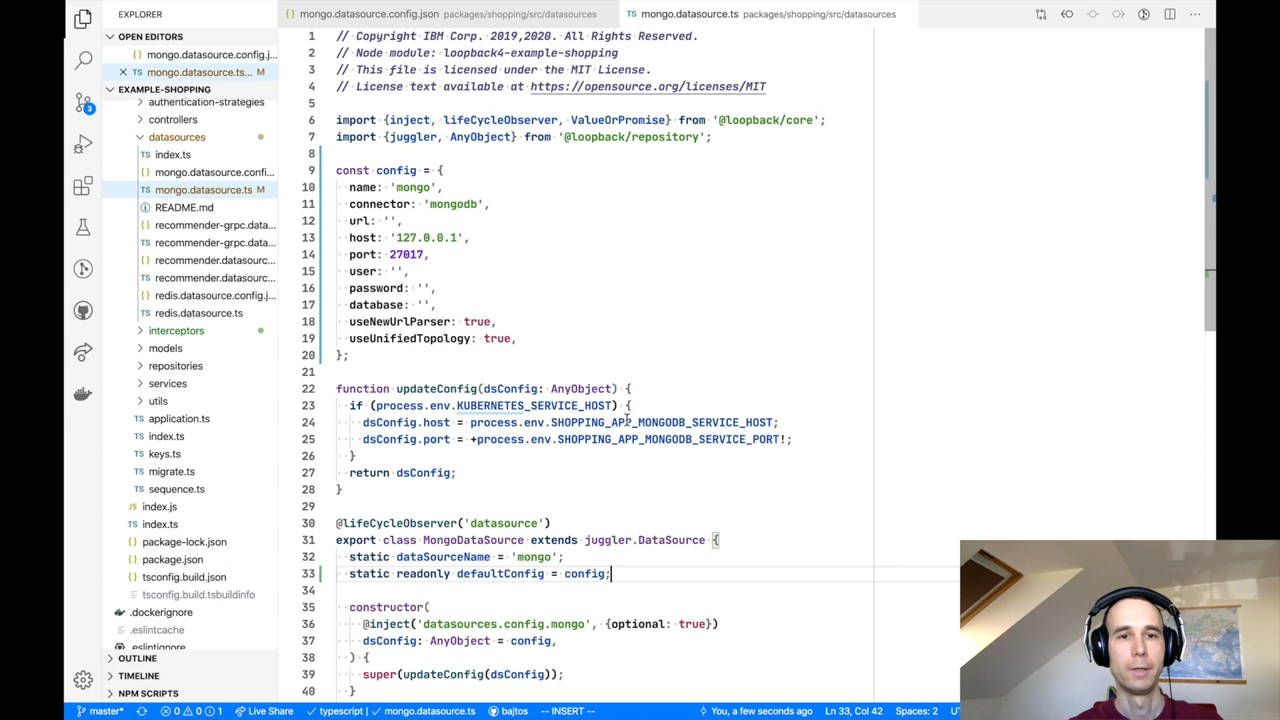 EXPLORER
OPEN EDITORS
mongo.datasource.config.j...
mongo.datasource.ts... M
EXAMPLE-SHOPPING
authentication-strategies
controllers
datasources
index.ts
mongo.datasource.confi...
mongo.datasource.ts M
README.md
recommender-grpc.data...
recommender-grpc.data...
recommender.datasourc...
recommender.datasourc...
redis.datasource.config.j...
redis.datasource.ts
interceptors
models
repositories
services
utils
application.ts
index.ts
keys.ts
migrate.ts
sequence.ts
index.js
index.ts
package-lock.json
package.json
tsconfig.build.json
tsconfig.build.tsbuildinfo
.dockerignore
.eslintcache
.eslintignore
OUTLINE
TIMELINE
NPM SCRIPTS
mongo.datasource.config.json packages/shopping/src/datasources
mongo.datasource.ts packages/shopping/src/datasources
1 // Copyright IBM Corp. 2019,2020. All Rights Reserved.
2 // Node module: loopback4-example-shopping
3 // This file is licensed under the MIT License.
4 // License text available at https://opensource.org/licenses/MIT
5
6 import {inject, lifeCycleObserver, ValueOrPromise} from '@loopback/core';
7 import {juggler, AnyObject} from '@loopback/repository';
8
9 const config = {
10 name: 'mongo',
11 connector: 'mongodb',
12 url: '',
13 host: '127.0.0.1',
14 port: 27017,
15 user: '',
16 password: '',
17 database: '',
18 useNewUrlParser: true,
19 useUnifiedTopology: true,
20 };
21
22 function updateConfig(dsConfig: AnyObject) {
23 if (process.env.KUBERNETES_SERVICE_HOST) {
24 dsConfig.host = process.env.SHOPPING_APP_MONGODB_SERVICE_HOST;
25 dsConfig.port = +process.env.SHOPPING_APP_MONGODB_SERVICE_PORT!;
26 }
27 return dsConfig;
28 }
29
30 @lifeCycleObserver('datasource')
31 export class MongoDataSource extends juggler.DataSource {
32 static dataSourceName = 'mongo';
33 static readonly defaultConfig = config;
34
35 constructor(
36 @inject('datasources.config.mongo', {optional: true})
37 dsConfig: AnyObject = config,
38 ) {
39 super(updateConfig(dsConfig));
40 }
3
master* 0 0 1 Live Share typescript mongo.datasource.ts bajtos -- INSERT -- You, a few seconds ago Ln 33, Col 42 Spaces: 2